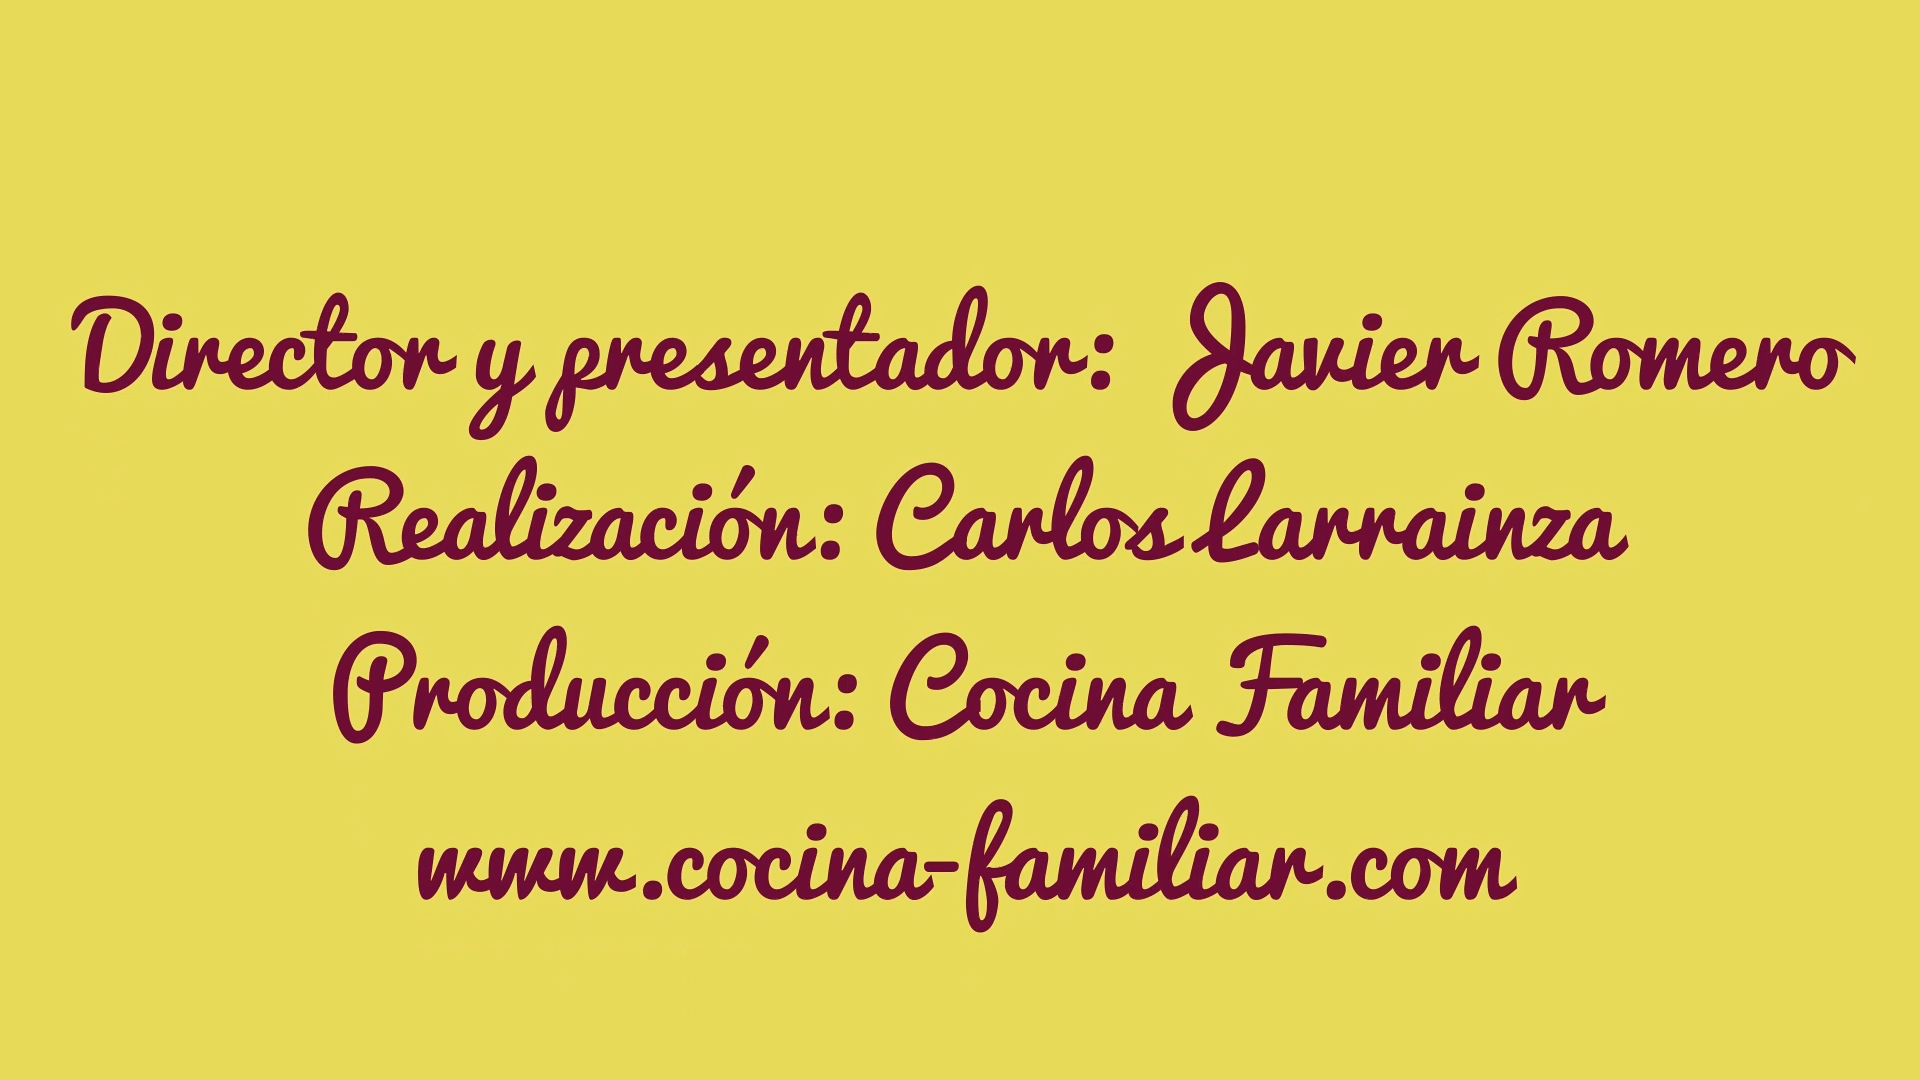 Director y presentador: Javier Romero
Realización: Carlos Larrainza
Producción: Cocina Familiar
www.cocina-familiar.com